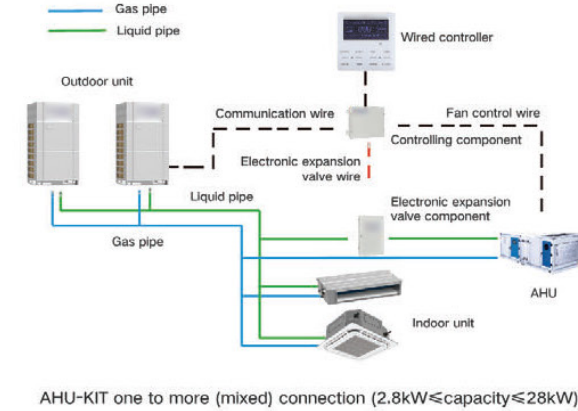 Gas pipe
Liquid pipe
Wired controller
Outdoor unit
Communication wire
Fan control wire
Controlling component
Electronic expansion
valve wire
Liquid pipe
Electronic expansion
valve component
Gas pipe
AHU
Indoor unit
AHU-KIT one to more (mixed) connection (2.8kW≤capacity≤28kW)